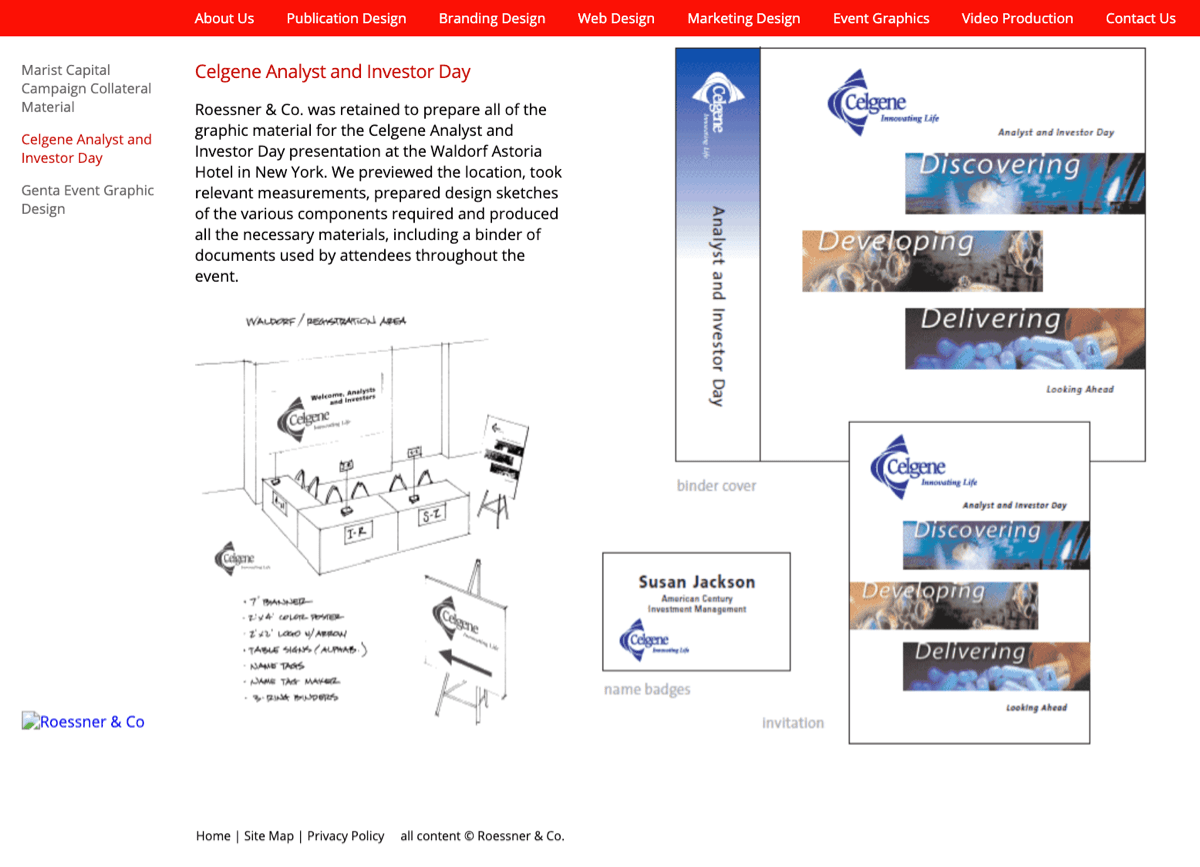 About Us
Publication Design
Branding Design
Web Design
Marketing Design
Event Graphics
Video Production
Contact Us
Marist Capital
Campaign Collateral
Material
Celgene Analyst and
Investor Day
Genta Event Graphic
Design
Celgene Analyst and Investor Day
Roessner & Co. was retained to prepare all of the
graphic material for the Celgene Analyst and
Investor Day presentation at the Waldorf Astoria
Hotel in New York. We previewed the location, took
relevant measurements, prepared design sketches
of the various components required and produced
all the necessary materials, including a binder of
documents used by attendees throughout the
event.
WALDORF / REGISTRATION AREA
Welcome, Analysts
and Investors
Celgene
Innovating Life
I-R
S-Z
Celgene
Innovating Life
• 7' BANNER
• 2'x4' COLOR POSTER
• 2'x2' LOGO W/ ARROW
• TABLE SIGNS (ALPHAB.)
• NAME TAGS
• NAME TAG MAKER
• 3-RING BINDERS
Celgene
Innovating Life
Celgene
Innovating Life
Analyst and Investor Day
Celgene
Innovating Life
Analyst and Investor Day
Discovering
Developing
Delivering
Looking Ahead
binder cover
Susan Jackson
American Century
Investment Management
Celgene
Innovating Life
name badges
Celgene
Innovating Life
Analyst and Investor Day
Discovering
Developing
Delivering
Looking Ahead
invitation
Roessner & Co
Home | Site Map | Privacy Policy all content © Roessner & Co.